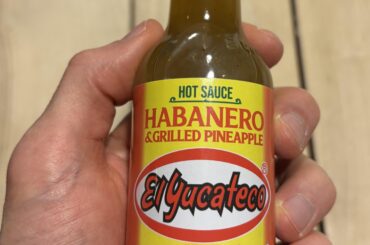 HOT SAUCE
HABANERO
& GRILLED PINEAPPLE
El Yucateco®